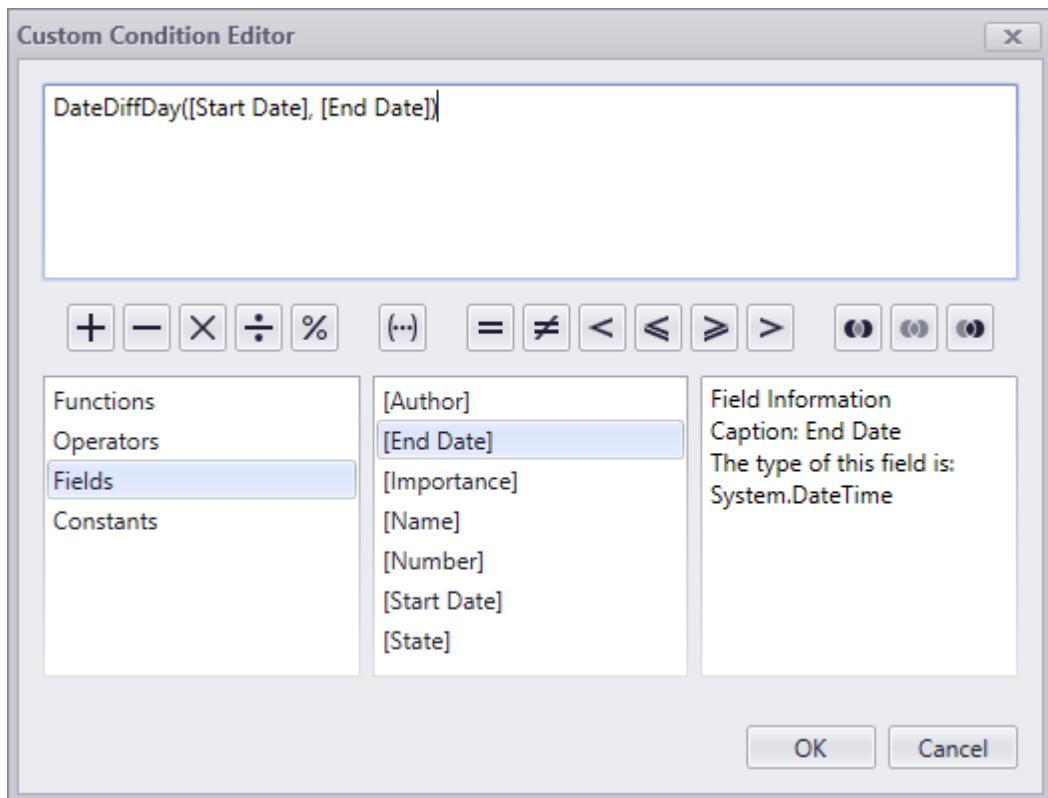 Custom Condition Editor
DateDiffDay([Start Date], [End Date])
+ − × ÷ % (···) = ≠ < ⩽ ⩾ >
Functions
Operators
Fields
Constants
[Author]
[End Date]
[Importance]
[Name]
[Number]
[Start Date]
[State]
Field Information
Caption: End Date
The type of this field is:
System.DateTime
OK
Cancel